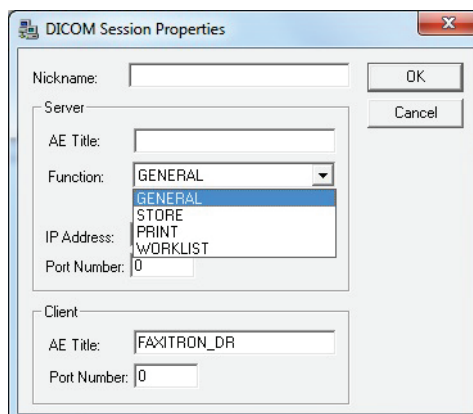 DICOM Session Properties
Nickname:
OK
Cancel
Server
AE Title:
Function: GENERAL
GENERAL
STORE
PRINT
WORKLIST
IP Address:
Port Number: 0
Client
AE Title: FAXITRON_DR
Port Number: 0